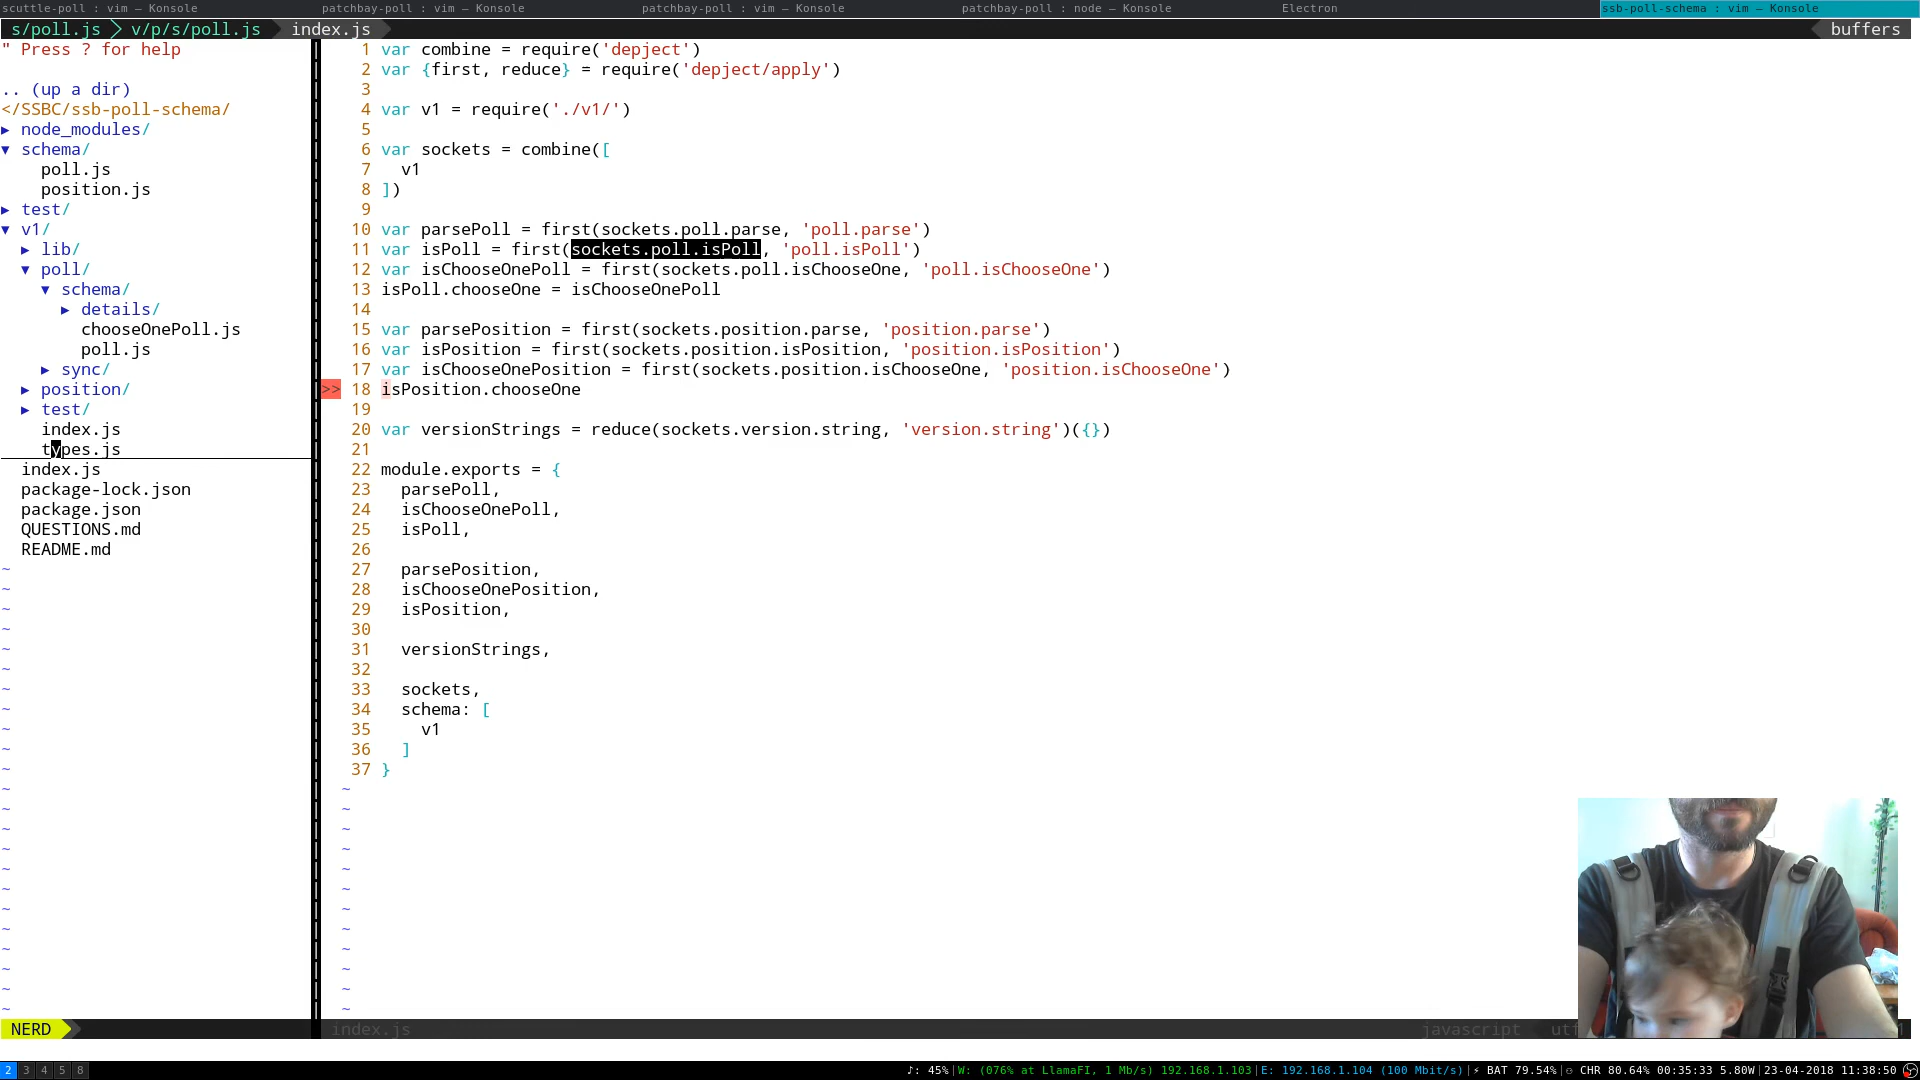 scuttle-poll : vim — Konsole
patchbay-poll : vim — Konsole
patchbay-poll : vim — Konsole
patchbay-poll : node — Konsole
Electron
ssb-poll-schema : vim — Konsole
s/poll.js
v/p/s/poll.js
index.js
buffers
" Press ? for help
.. (up a dir)
</SSBC/ssb-poll-schema/
▸ node_modules/
▾ schema/
poll.js
position.js
▸ test/
▾ v1/
▸ lib/
▾ poll/
▾ schema/
▸ details/
chooseOnePoll.js
poll.js
▸ sync/
▸ position/
▸ test/
index.js
types.js
index.js
package-lock.json
package.json
QUESTIONS.md
README.md
1 var combine = require('depject')
2 var {first, reduce} = require('depject/apply')
3
4 var v1 = require('./v1/')
5
6 var sockets = combine([
7 v1
8 ])
9
10 var parsePoll = first(sockets.poll.parse, 'poll.parse')
11 var isPoll = first(sockets.poll.isPoll, 'poll.isPoll')
12 var isChooseOnePoll = first(sockets.poll.isChooseOne, 'poll.isChooseOne')
13 isPoll.chooseOne = isChooseOnePoll
14
15 var parsePosition = first(sockets.position.parse, 'position.parse')
16 var isPosition = first(sockets.position.isPosition, 'position.isPosition')
17 var isChooseOnePosition = first(sockets.position.isChooseOne, 'position.isChooseOne')
>> 18 isPosition.chooseOne
19
20 var versionStrings = reduce(sockets.version.string, 'version.string')({})
21
22 module.exports = {
23 parsePoll,
24 isChooseOnePoll,
25 isPoll,
26
27 parsePosition,
28 isChooseOnePosition,
29 isPosition,
30
31 versionStrings,
32
33 sockets,
34 schema: [
35 v1
36 ]
37 }
NERD
index.js
javascript
utf
2 3 4 5 8
♪: 45%|W: (076% at LlamaFI, 1 Mb/s) 192.168.1.103|E: 192.168.1.104 (100 Mbit/s)|⚡ BAT 79.54%|☺ CHR 80.64% 00:35:33 5.80W|23-04-2018 11:38:50